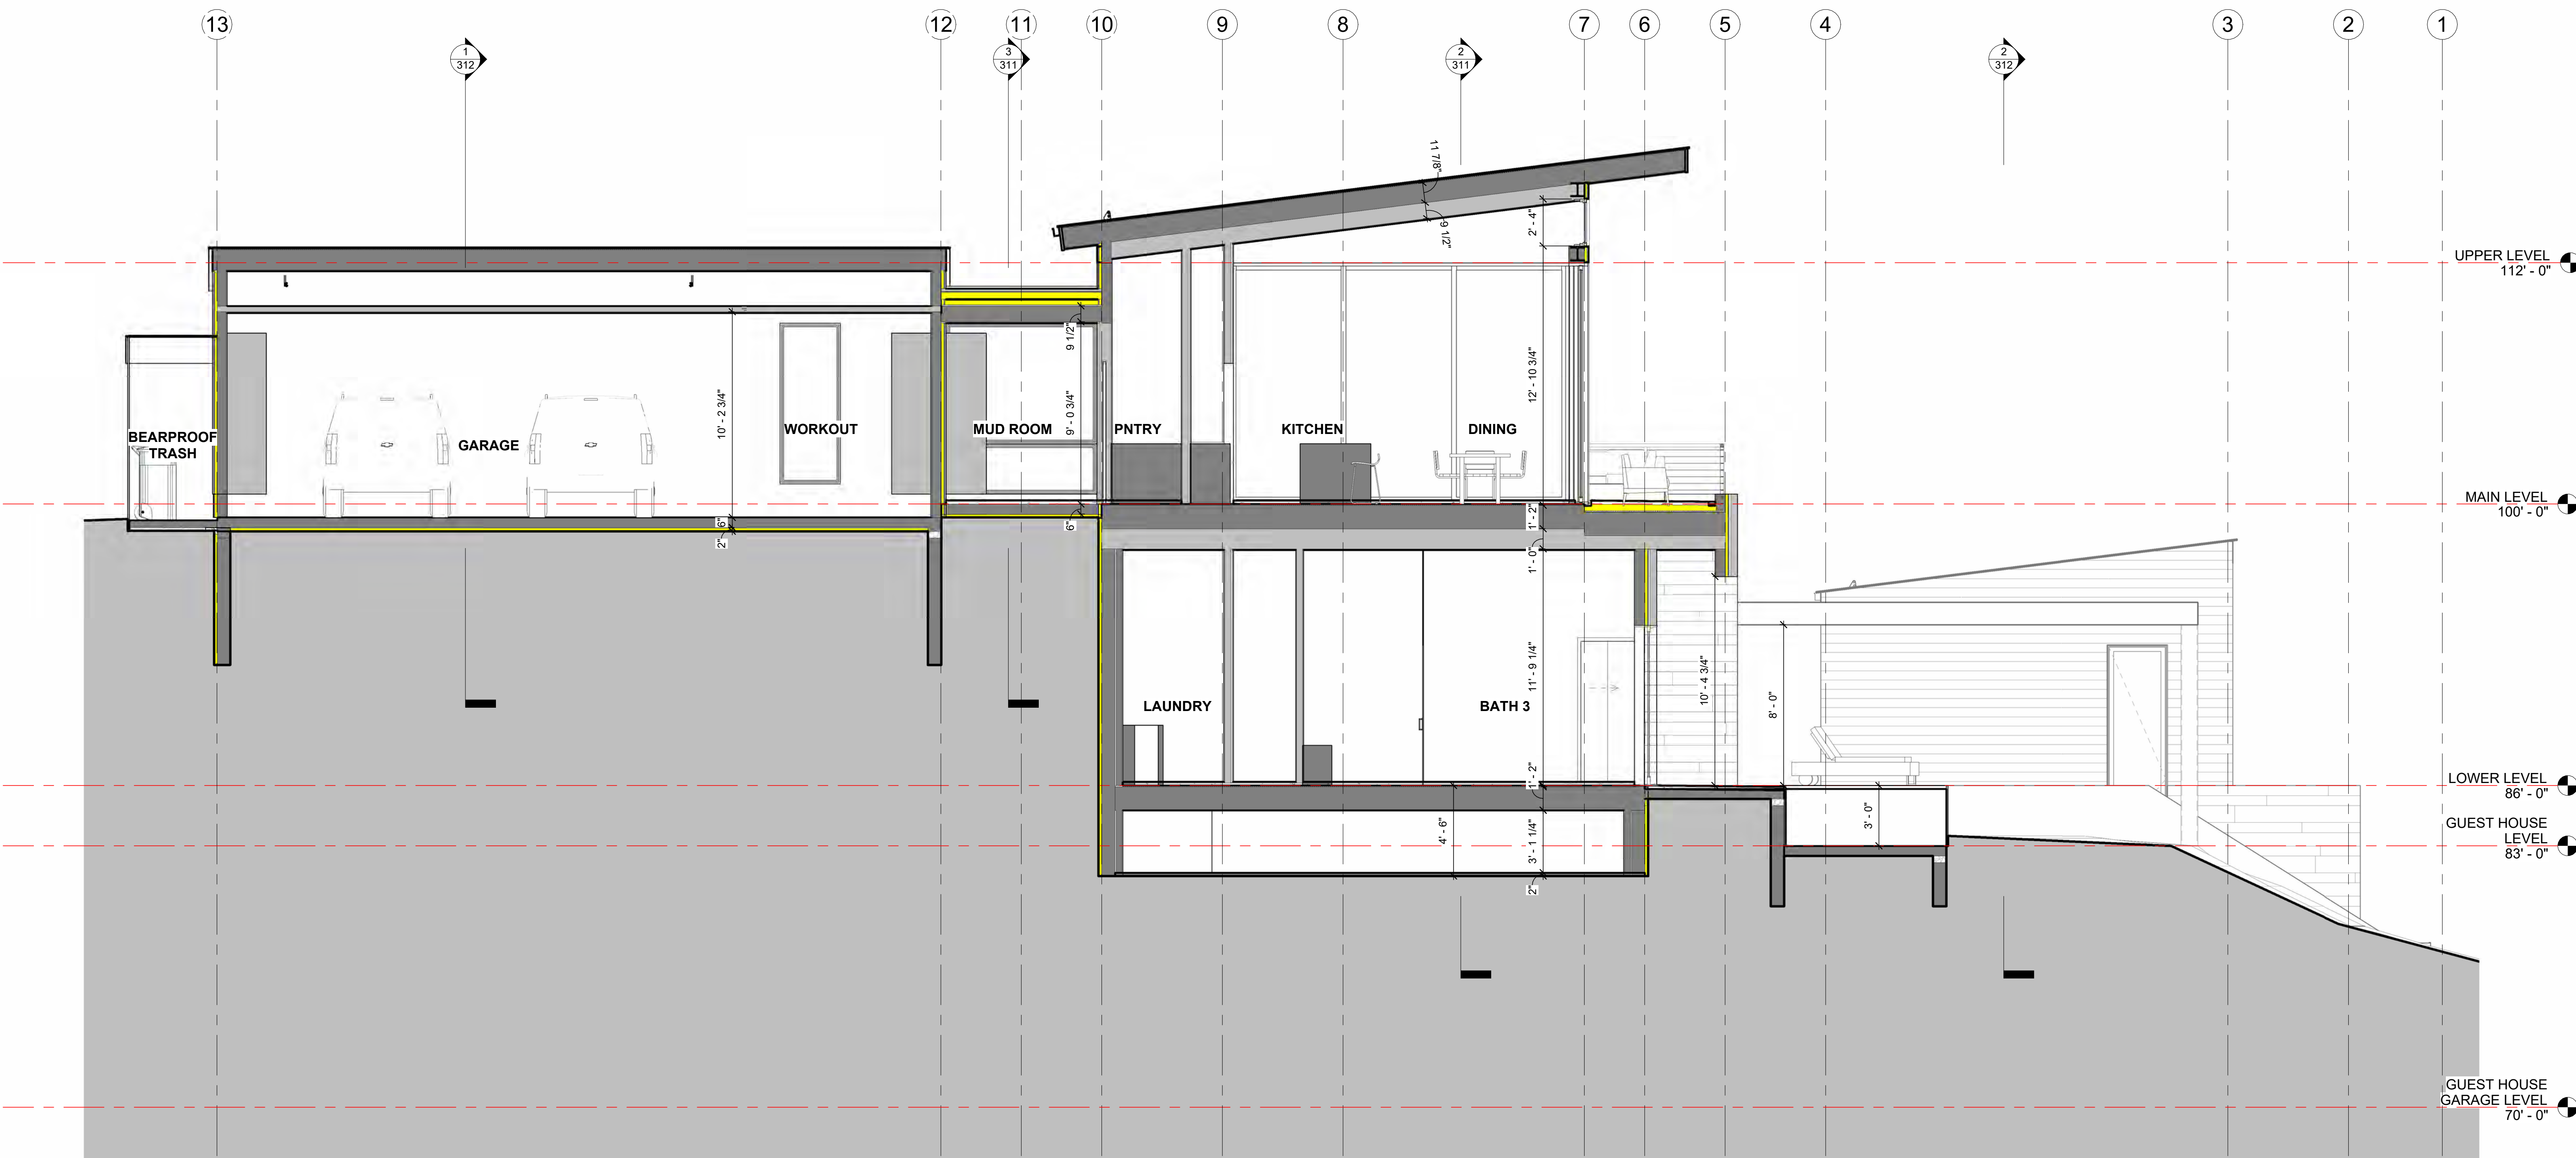 13
12
11
10
9
8
7
6
5
4
3
2
1
1
312
3
311
2
311
2
312
11 7/8"
9 1/2"
2' - 4"
UPPER LEVEL
112' - 0"
9 1/2"
10' - 2 3/4"
9' - 0 3/4"
12' - 10 3/4"
BEARPROOF
TRASH
GARAGE
WORKOUT
MUD ROOM
PNTRY
KITCHEN
DINING
MAIN LEVEL
100' - 0"
6"
2"
6"
1' - 2"
1' - 0"
11' - 9 1/4"
10' - 4 3/4"
8' - 0"
LAUNDRY
BATH 3
LOWER LEVEL
86' - 0"
1' - 2"
4' - 6"
3' - 1 1/4"
3' - 0"
2"
GUEST HOUSE
LEVEL
83' - 0"
GUEST HOUSE
GARAGE LEVEL
70' - 0"